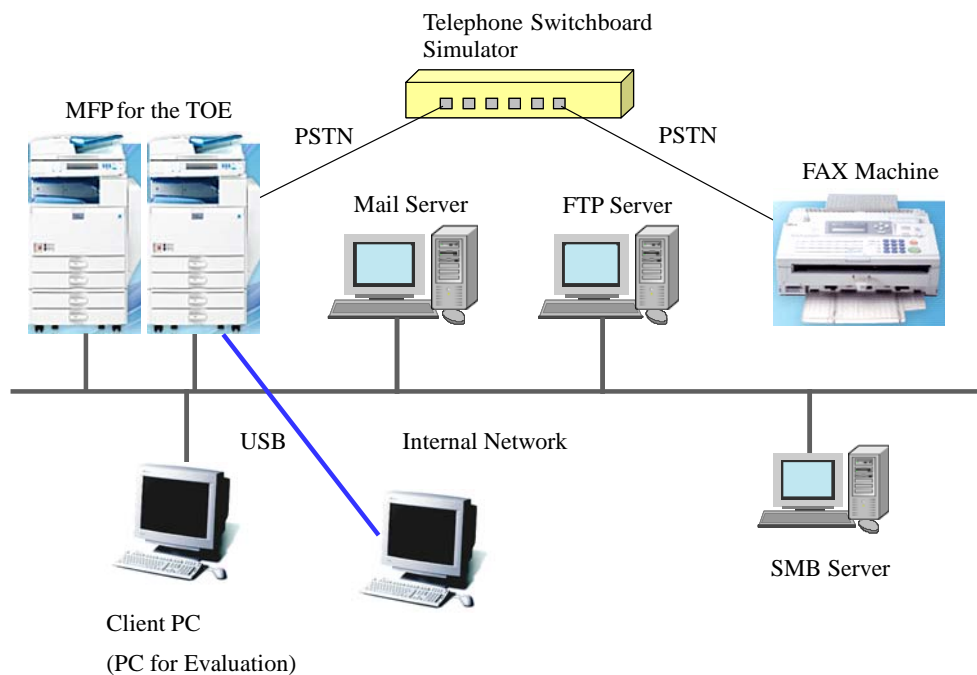 Telephone Switchboard
Simulator
MFP for the TOE
PSTN
PSTN
FAX Machine
Mail Server
FTP Server
USB
Internal Network
SMB Server
Client PC
(PC for Evaluation)